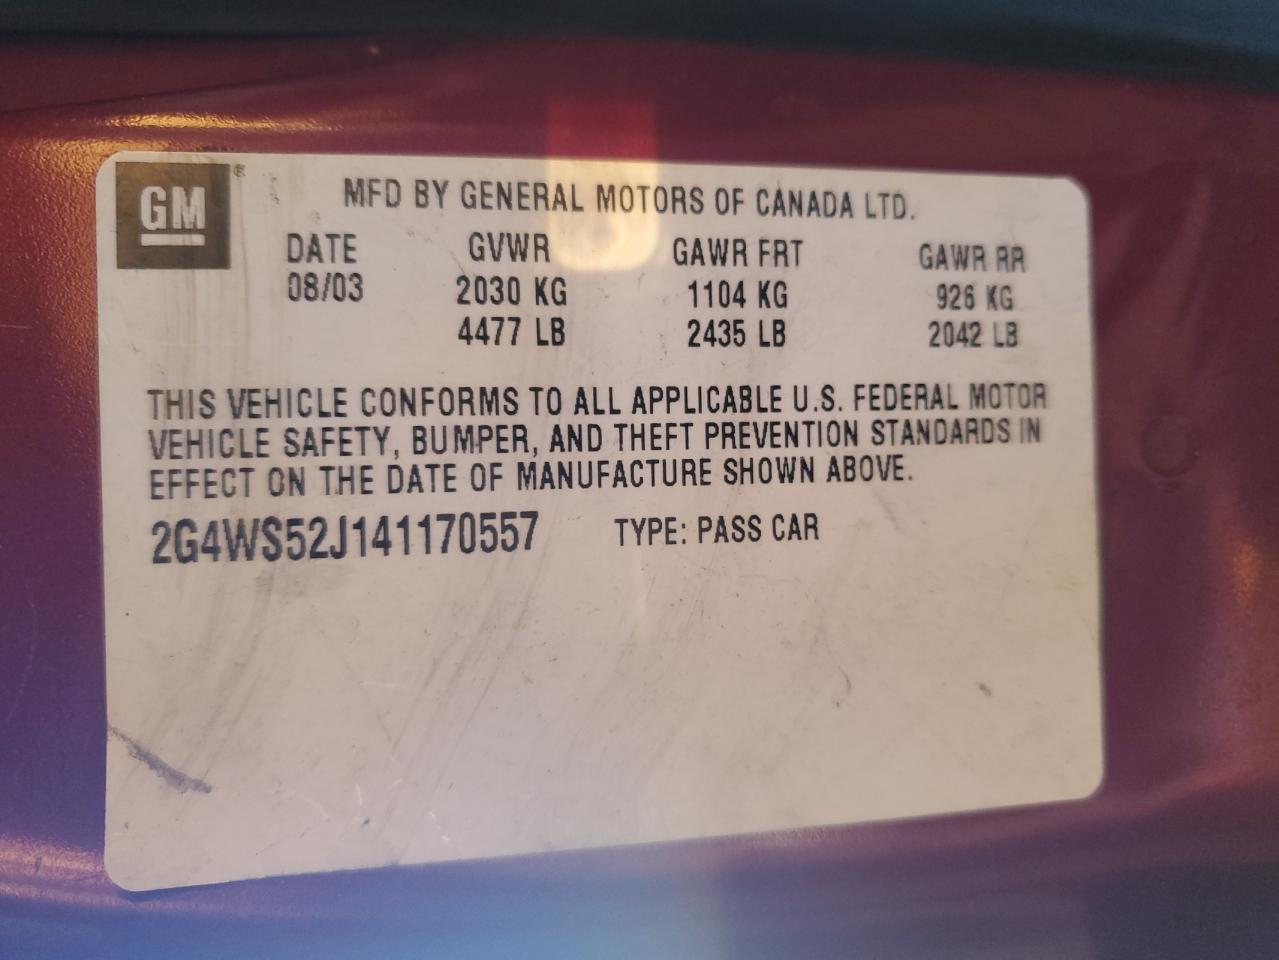 GM®
MFD BY GENERAL MOTORS OF CANADA LTD.
DATE GVWR GAWR FRT GAWR RR
08/03 2030 KG 1104 KG 926 KG
4477 LB 2435 LB 2042 LB
THIS VEHICLE CONFORMS TO ALL APPLICABLE U.S. FEDERAL MOTOR
VEHICLE SAFETY, BUMPER, AND THEFT PREVENTION STANDARDS IN
EFFECT ON THE DATE OF MANUFACTURE SHOWN ABOVE.
2G4WS52J141170557 TYPE: PASS CAR